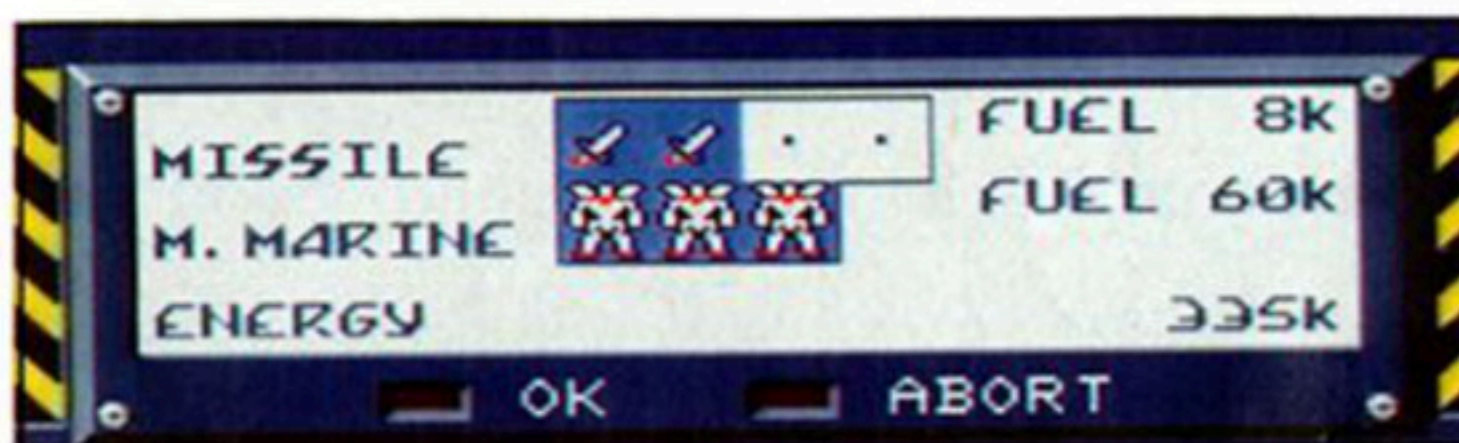 MISSILE FUEL 8K
M. MARINE FUEL 60K
ENERGY 335K
OK ABORT